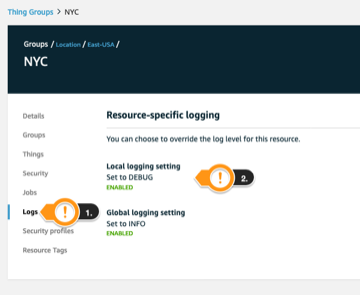 Thing Groups > NYC
Groups / Location / East-USA /
NYC
Details
Groups
Things
Security
Jobs
Logs
Security profiles
Resource Tags
Resource-specific logging
You can choose to override the log level for this resource.
Local logging setting
Set to DEBUG
ENABLED
Global logging setting
Set to INFO
ENABLED
! 1.
! 2.